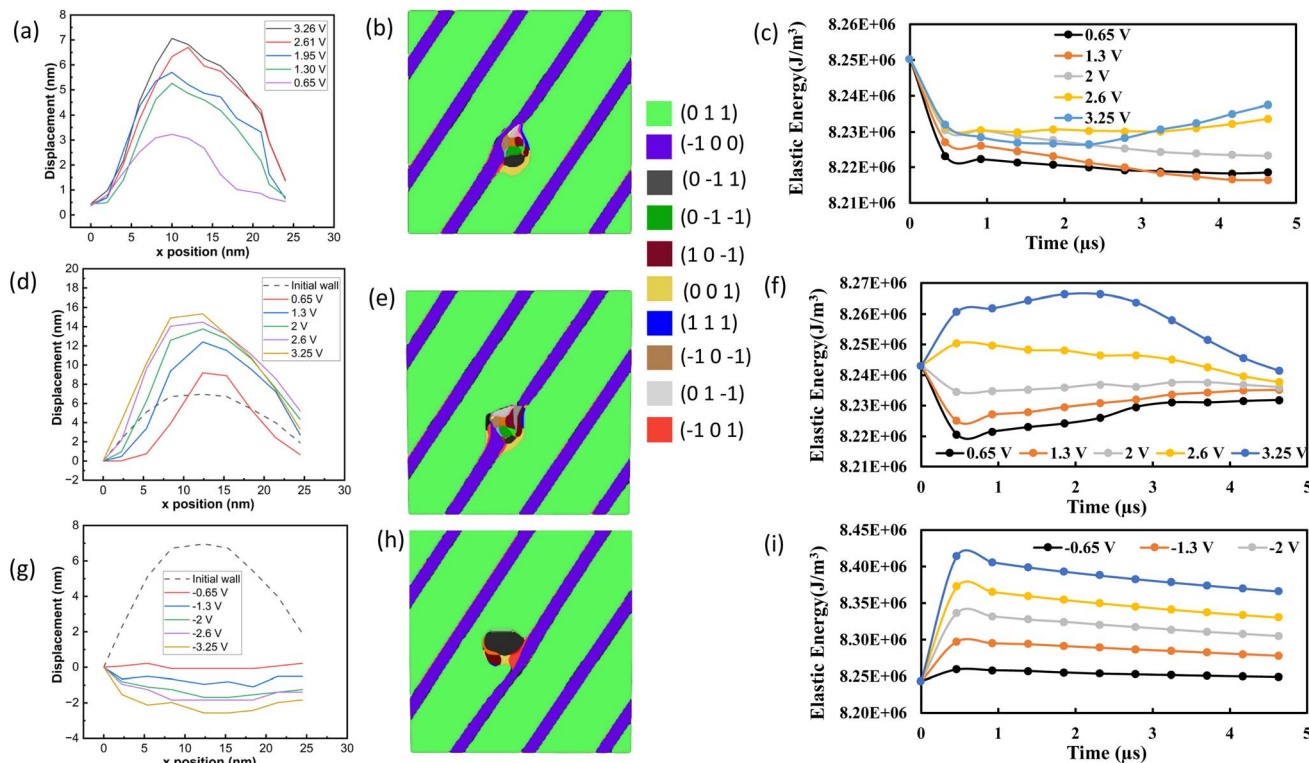 (a)
Displacement (nm)
8
7
6
5
4
3
2
1
0
3.26 V
2.61 V
1.95 V
1.30 V
0.65 V
0 5 10 15 20 25 30
x position (nm)
(b)
(0 1 1)
(-1 0 0)
(0 -1 1)
(0 -1 -1)
(1 0 -1)
(0 0 1)
(1 1 1)
(-1 0 -1)
(0 1 -1)
(-1 0 1)
(c)
Elastic Energy(J/m³)
8.26E+06
8.25E+06
8.24E+06
8.23E+06
8.22E+06
8.21E+06
0.65 V
1.3 V
2 V
2.6 V
3.25 V
0 1 2 3 4 5
Time (μs)
(d)
Displacement (nm)
20
18
16
14
12
10
8
6
4
2
0
−2
Initial wall
0.65 V
1.3 V
2 V
2.6 V
3.25 V
0 5 10 15 20 25 30
x position (nm)
(e)
(f)
Elastic Energy(J/m³)
8.27E+06
8.26E+06
8.25E+06
8.24E+06
8.23E+06
8.22E+06
8.21E+06
0.65 V 1.3 V 2 V 2.6 V 3.25 V
0 1 2 3 4 5
Time (μs)
(g)
Displacement (nm)
8
6
4
2
0
−2
−4
Initial wall
-0.65 V
-1.3 V
-2 V
-2.6 V
-3.25 V
0 5 10 15 20 25 30
x position (nm)
(h)
(i)
Elastic Energy(J/m³)
8.45E+06
8.40E+06
8.35E+06
8.30E+06
8.25E+06
8.20E+06
-0.65 V -1.3 V -2 V
0 1 2 3 4 5
Time (μs)